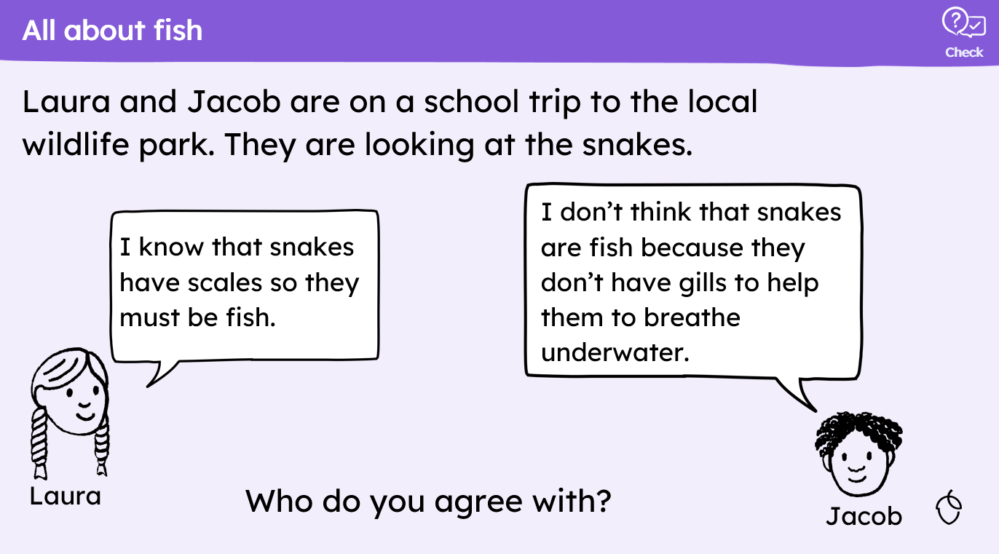 All about fish
Check
Laura and Jacob are on a school trip to the local
wildlife park. They are looking at the snakes.
I know that snakes
have scales so they
must be fish.
I don’t think that snakes
are fish because they
don’t have gills to help
them to breathe
underwater.
Laura
Who do you agree with?
Jacob